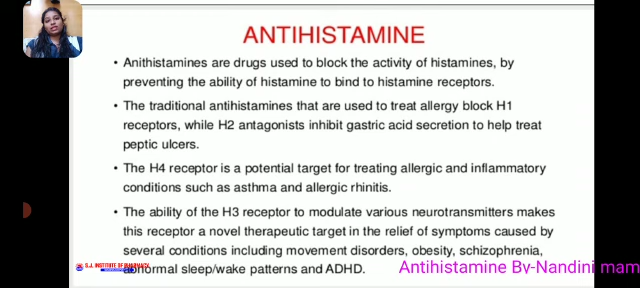 ANTIHISTAMINE
• Anithistamines are drugs used to block the activity of histamines, by
preventing the ability of histamine to bind to histamine receptors.
• The traditional antihistamines that are used to treat allergy block H1
receptors, while H2 antagonists inhibit gastric acid secretion to help treat
peptic ulcers.
• The H4 receptor is a potential target for treating allergic and inflammatory
conditions such as asthma and allergic rhinitis.
• The ability of the H3 receptor to modulate various neurotransmitters makes
this receptor a novel therapeutic target in the relief of symptoms caused by
several conditions including movement disorders, obesity, schizophrenia,
abnormal sleep/wake patterns and ADHD.
S.J. INSTITUTE OF PHARMACY
Antihistamine By-Nandini mam